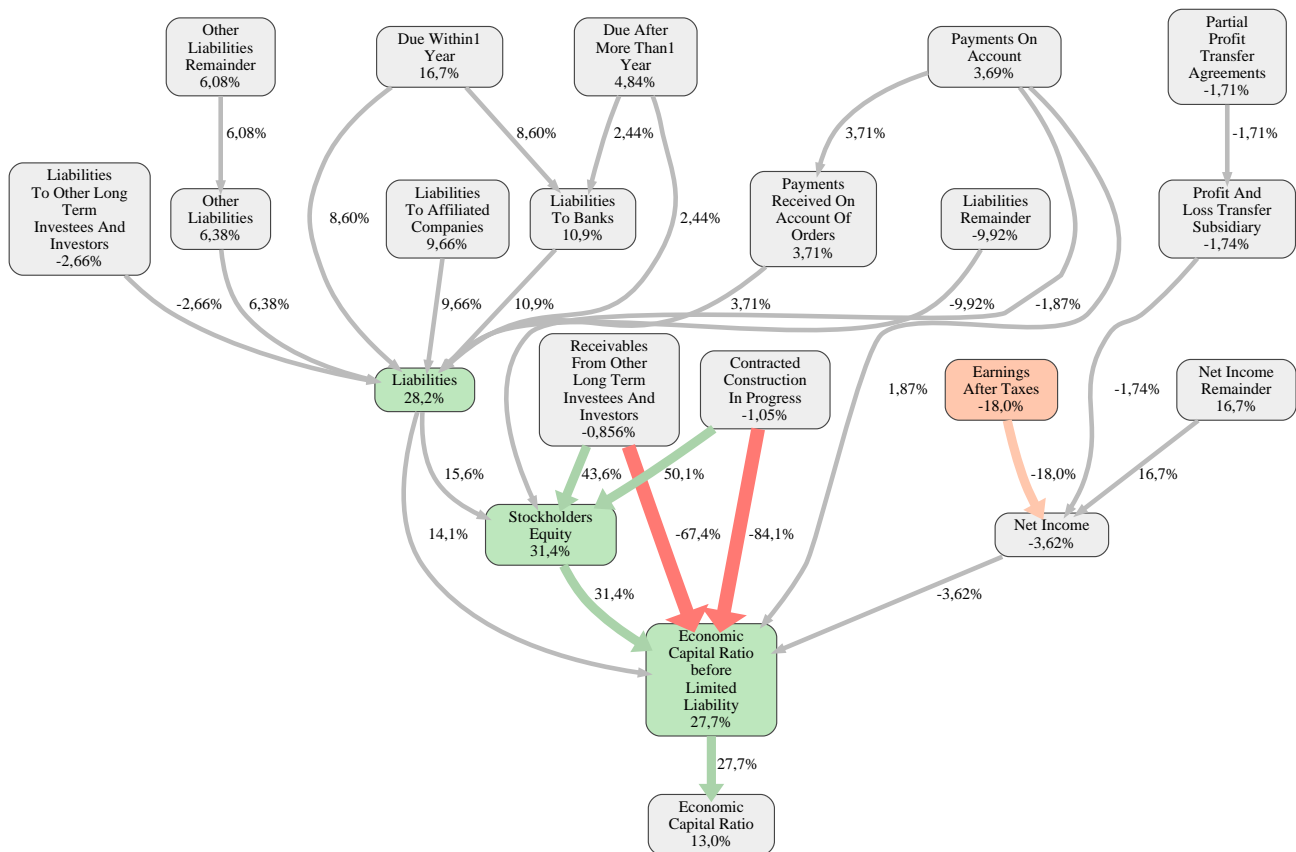 Other
Liabilities
Remainder
6,08%
Due Within1
Year
16,7%
Due After
More Than1
Year
4,84%
Payments On
Account
3,69%
Partial
Profit
Transfer
Agreements
-1,71%
6,08%
8,60%
2,44%
3,71%
-1,71%
Liabilities
To Other Long
Term
Investees And
Investors
-2,66%
Other
Liabilities
6,38%
8,60%
Liabilities
To Affiliated
Companies
9,66%
Liabilities
To Banks
10,9%
2,44%
Payments
Received On
Account Of
Orders
3,71%
Liabilities
Remainder
-9,92%
Profit And
Loss Transfer
Subsidiary
-1,74%
-2,66%
6,38%
9,66%
10,9%
3,71%
-9,92%
-1,87%
Liabilities
28,2%
Receivables
From Other
Long Term
Investees And
Investors
-0,856%
Contracted
Construction
In Progress
-1,05%
1,87%
Earnings
After Taxes
-18,0%
-1,74%
Net Income
Remainder
16,7%
15,6%
43,6%
50,1%
-18,0%
16,7%
14,1%
Stockholders
Equity
31,4%
-67,4%
-84,1%
Net Income
-3,62%
31,4%
-3,62%
Economic
Capital Ratio
before
Limited
Liability
27,7%
27,7%
Economic
Capital Ratio
13,0%